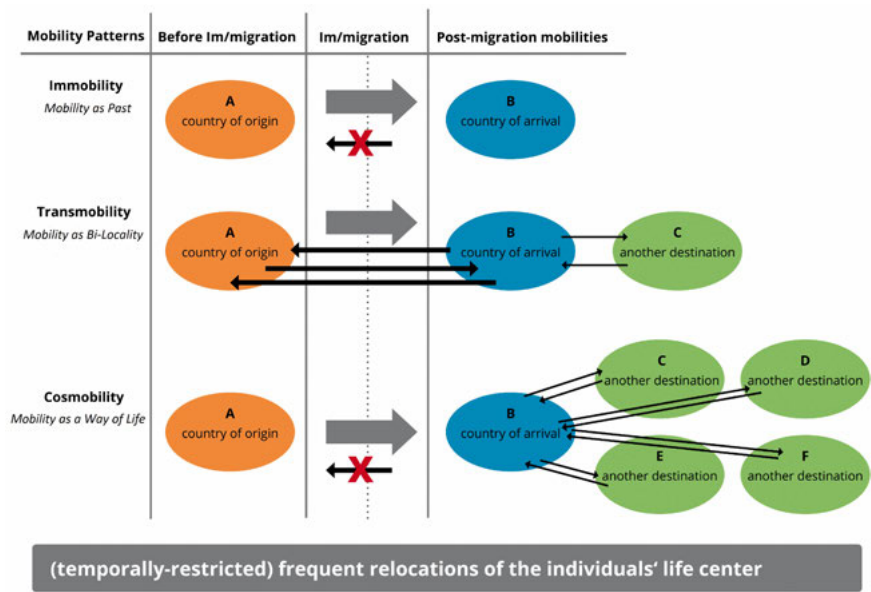 Mobility Patterns
Before Im/migration
Im/migration
Post-migration mobilities
Immobility
Mobility as Past
A
country of origin
X
B
country of arrival
Transmobility
Mobility as Bi-Locality
A
country of origin
B
country of arrival
C
another destination
Cosmobility
Mobility as a Way of Life
A
country of origin
X
B
country of arrival
C
another destination
D
another destination
E
another destination
F
another destination
(temporally-restricted) frequent relocations of the individuals‘ life center